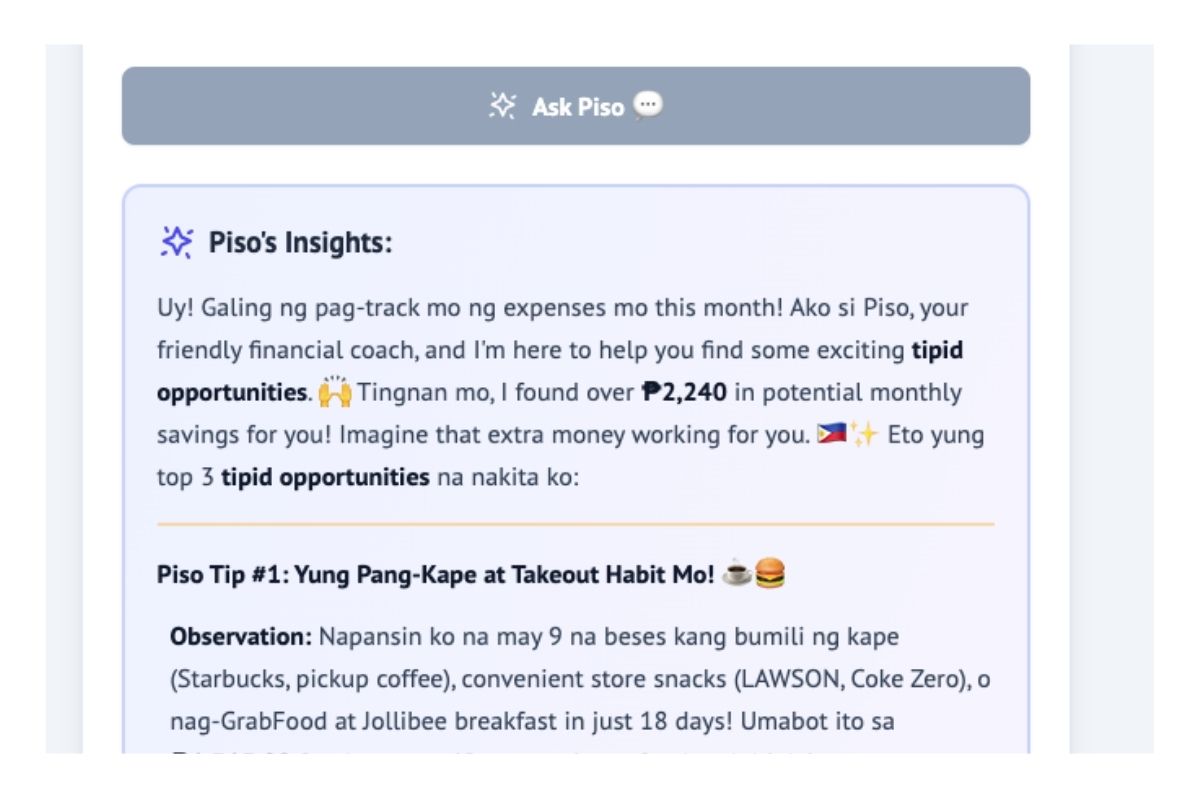 Ask Piso 💬
Piso's Insights:
Uy! Galing ng pag-track mo ng expenses mo this month! Ako si Piso, your
friendly financial coach, and I'm here to help you find some exciting tipid
opportunities. 🙌 Tingnan mo, I found over ₱2,240 in potential monthly
savings for you! Imagine that extra money working for you. 🇵🇭✨ Eto yung
top 3 tipid opportunities na nakita ko:
Piso Tip #1: Yung Pang-Kape at Takeout Habit Mo! ☕🍔
Observation: Napansin ko na may 9 na beses kang bumili ng kape
(Starbucks, pickup coffee), convenient store snacks (LAWSON, Coke Zero), o
nag-GrabFood at Jollibee breakfast in just 18 days! Umabot ito sa